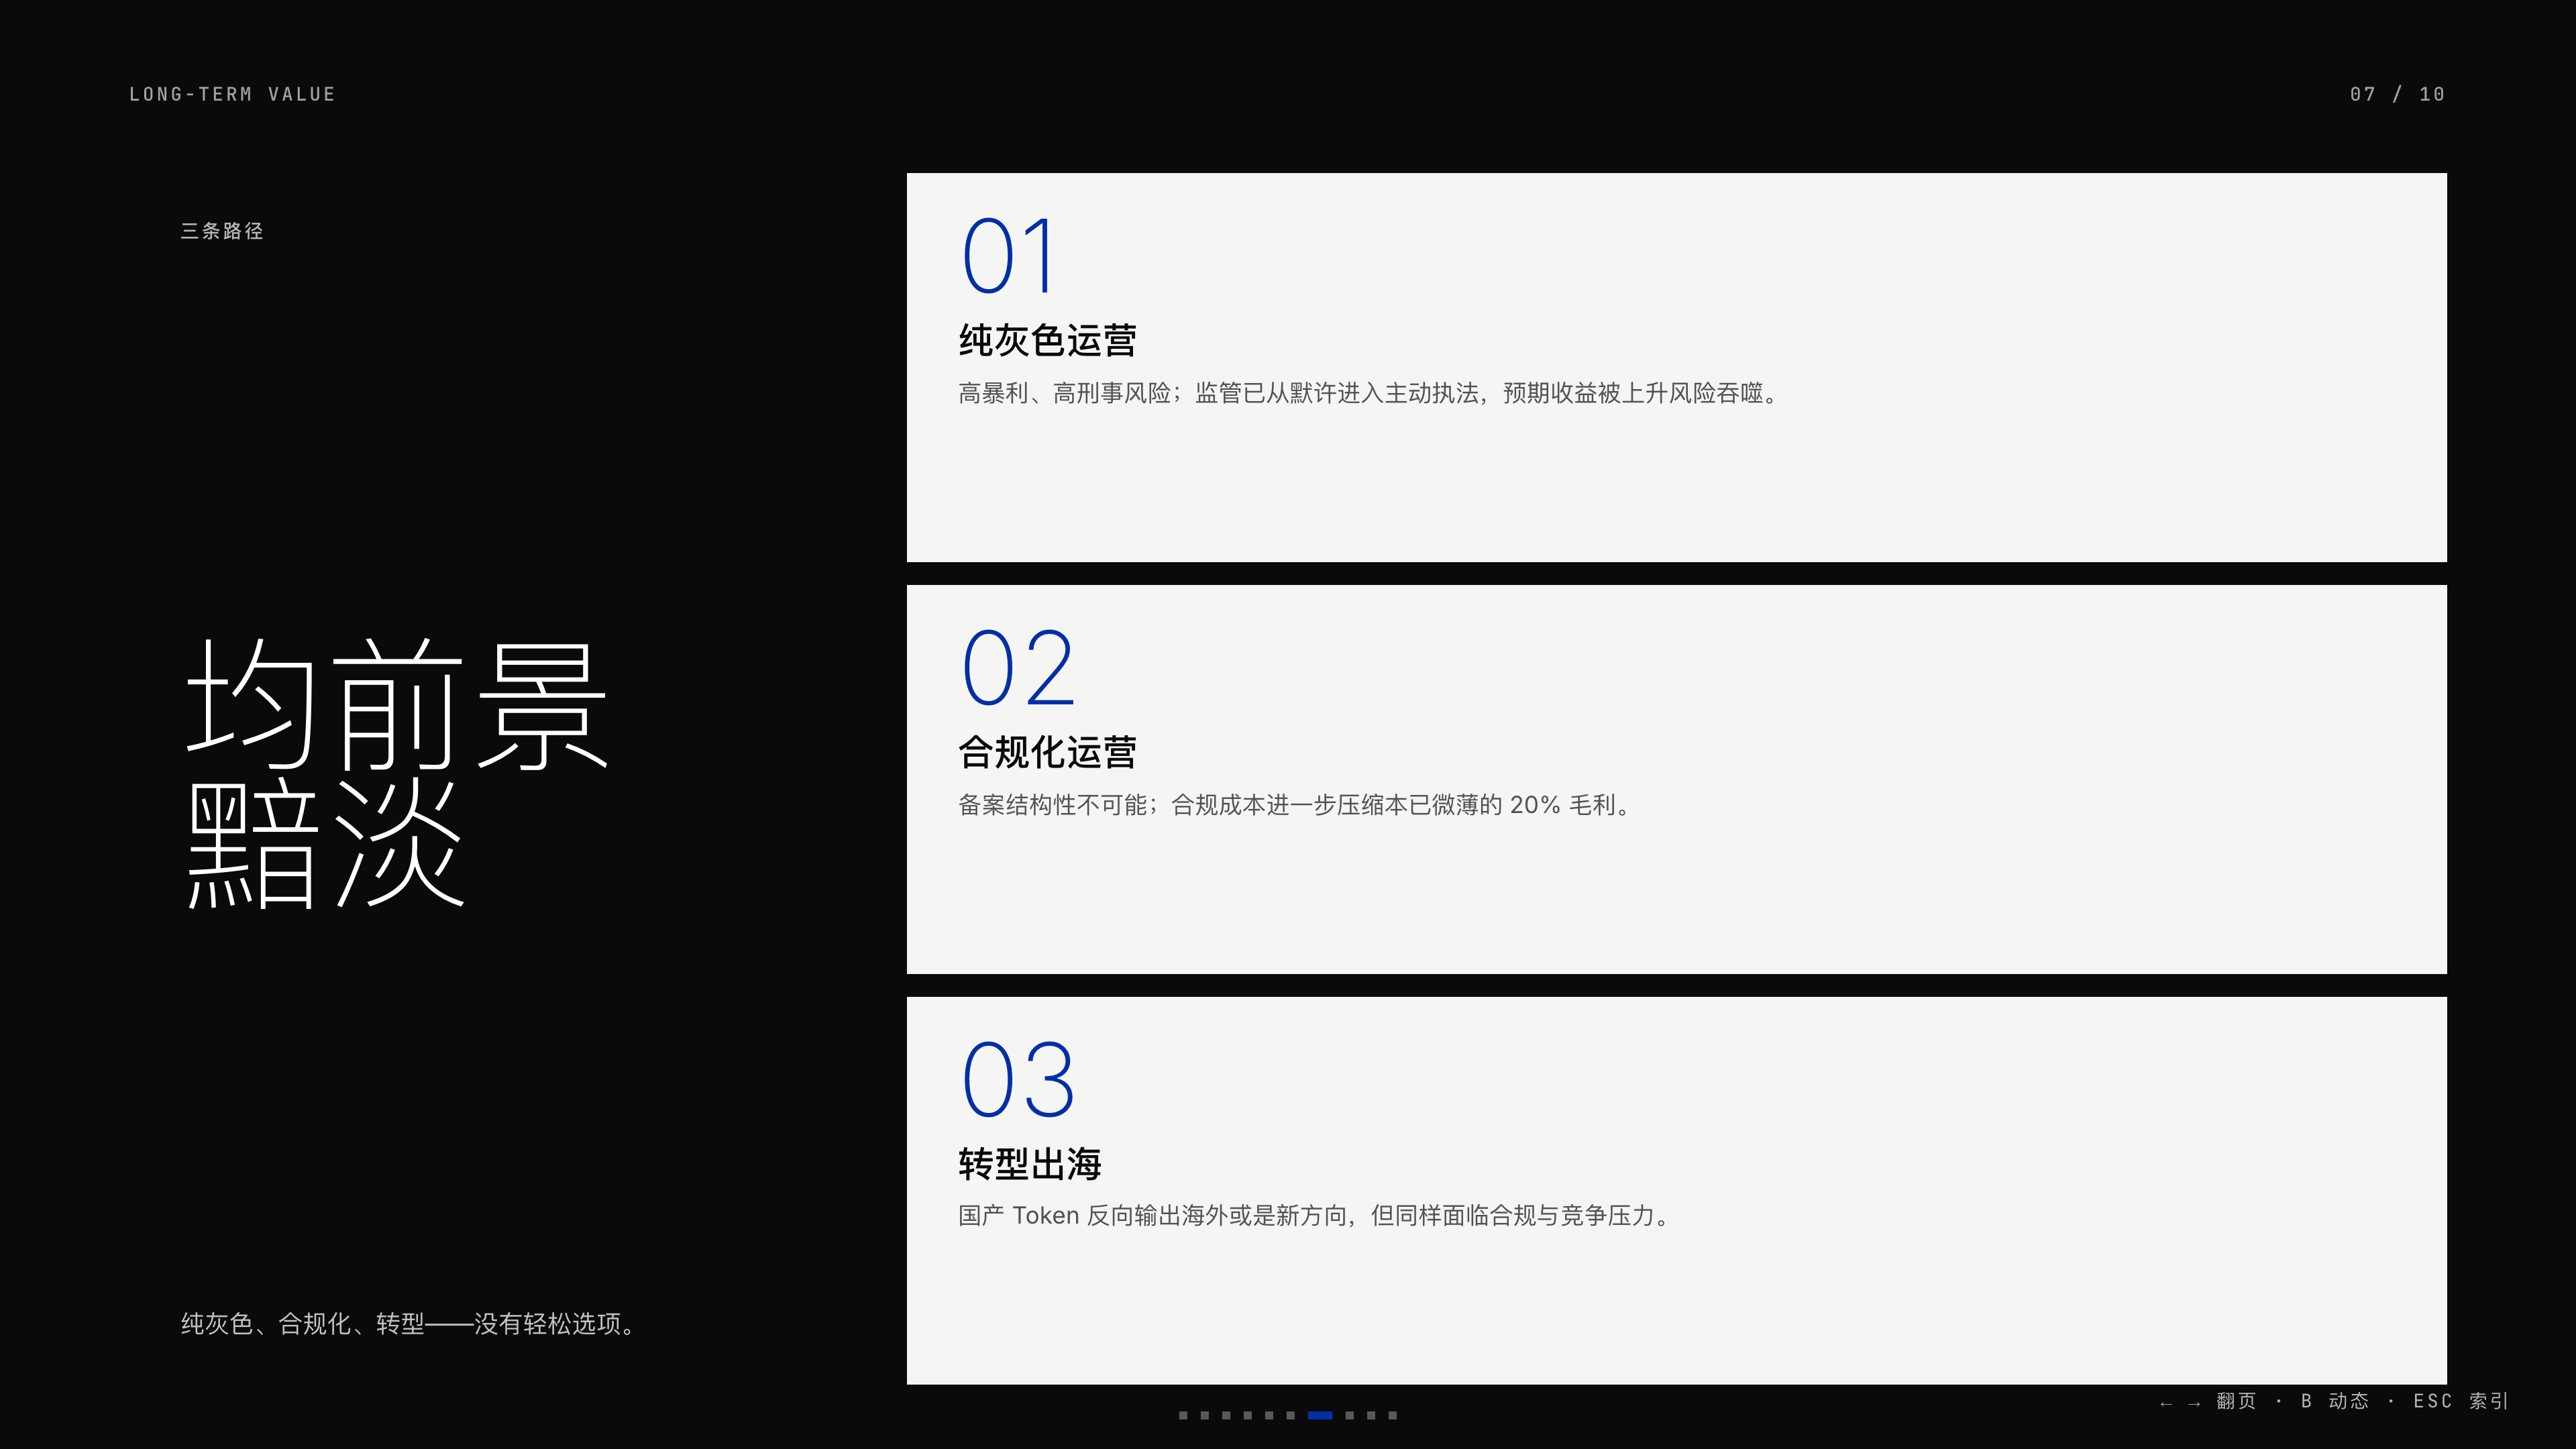 LONG-TERM VALUE
07 / 10
三条路径
均前景
黯淡
纯灰色、合规化、转型——没有轻松选项。
01
纯灰色运营
高暴利、高刑事风险；监管已从默许进入主动执法，预期收益被上升风险吞噬。
02
合规化运营
备案结构性不可能；合规成本进一步压缩本已微薄的 20% 毛利。
03
转型出海
国产 Token 反向输出海外或是新方向，但同样面临合规与竞争压力。
← → 翻页 · B 动态 · ESC 索引